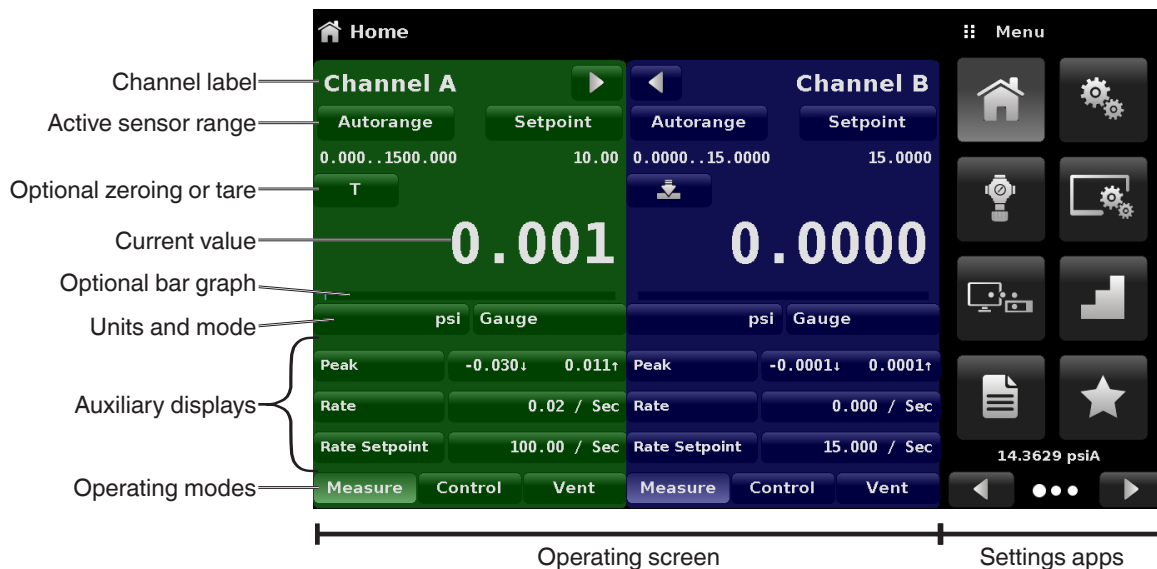 Home
Menu
Channel label
Channel A
Channel B
Active sensor range
Autorange
Setpoint
Autorange
Setpoint
0.000..1500.000
10.00
0.0000..15.0000
15.0000
Optional zeroing or tare
T
Current value
0.001
0.0000
Optional bar graph
Units and mode
psi
Gauge
psi
Gauge
Auxiliary displays
Peak
-0.030↓
0.011↑
Peak
-0.0001↓
0.0001↑
Rate
0.02 / Sec
Rate
0.000 / Sec
Rate Setpoint
100.00 / Sec
Rate Setpoint
15.000 / Sec
14.3629 psiA
Operating modes
Measure
Control
Vent
Measure
Control
Vent
Operating screen
Settings apps